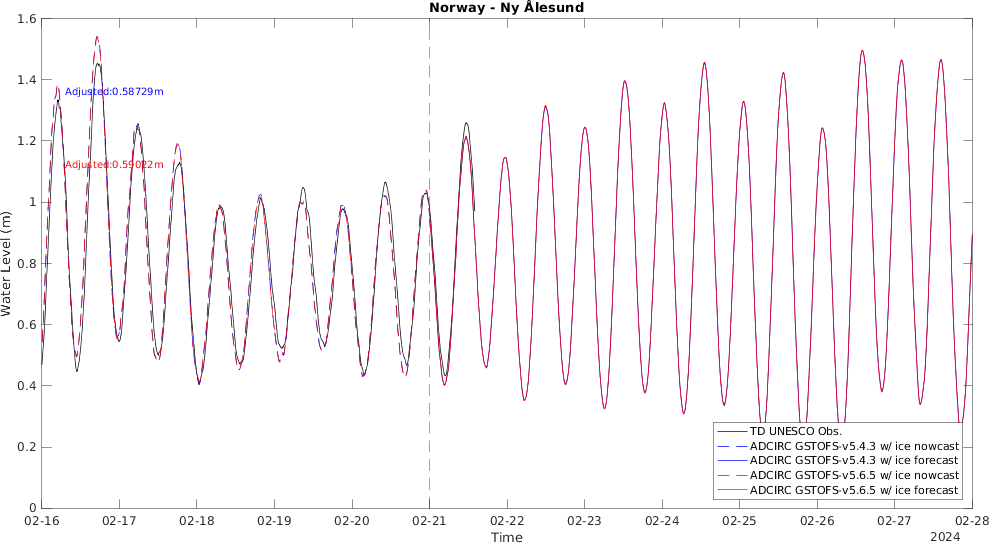 Norway - Ny Ålesund
1.6
1.4
1.2
1
0.8
0.6
0.4
0.2
0
Water Level (m)
Adjusted:0.58729m
Adjusted:0.59022m
TD UNESCO Obs.
ADCIRC GSTOFS-v5.4.3 w/ ice nowcast
ADCIRC GSTOFS-v5.4.3 w/ ice forecast
ADCIRC GSTOFS-v5.6.5 w/ ice nowcast
ADCIRC GSTOFS-v5.6.5 w/ ice forecast
02-16 02-17 02-18 02-19 02-20 02-21 02-22 02-23 02-24 02-25 02-26 02-27 02-28
Time
2024